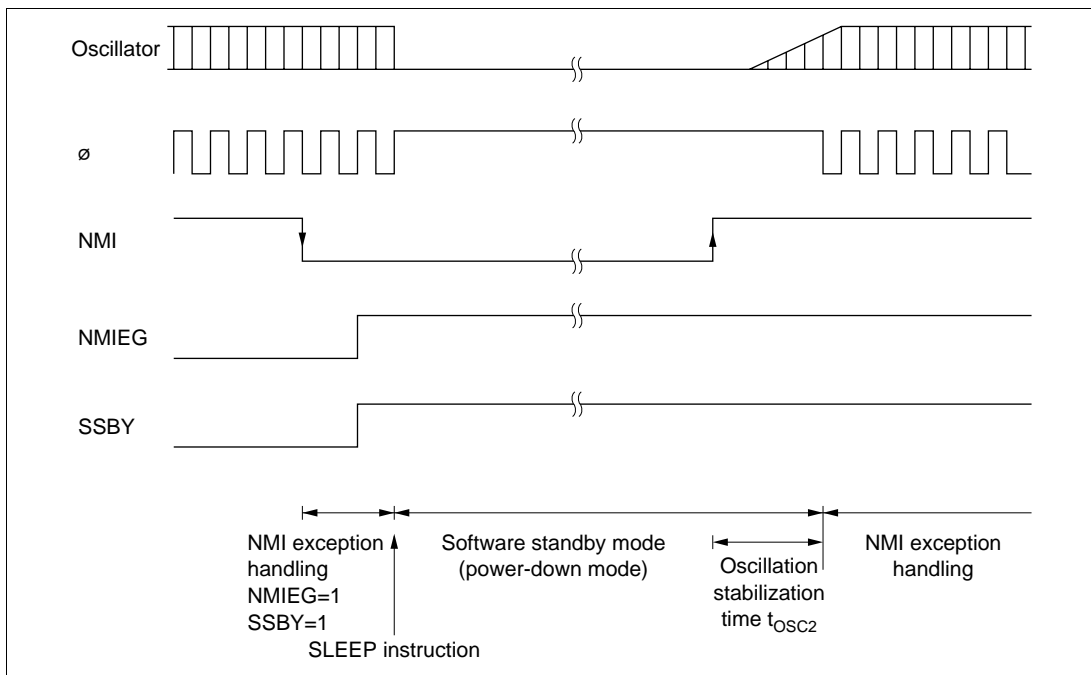 Oscillator
ø
NMI
NMIEG
SSBY
NMI exception
handling
NMIEG=1
SSBY=1
SLEEP instruction
Software standby mode
(power-down mode)
Oscillation
stabilization
time tOSC2
NMI exception
handling